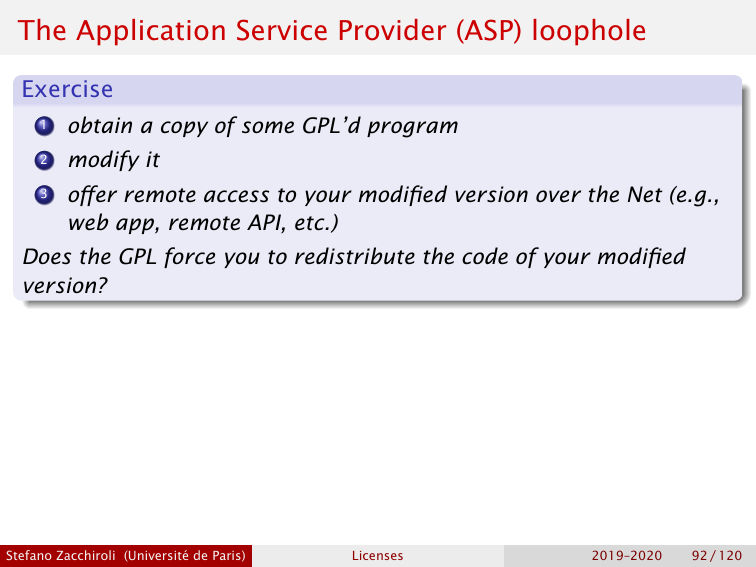 The Application Service Provider (ASP) loophole
Exercise
1 obtain a copy of some GPL’d program
2 modify it
3 offer remote access to your modified version over the Net (e.g.,
web app, remote API, etc.)
Does the GPL force you to redistribute the code of your modified
version?
Stefano Zacchiroli (Université de Paris) Licenses 2019–2020 92 / 120